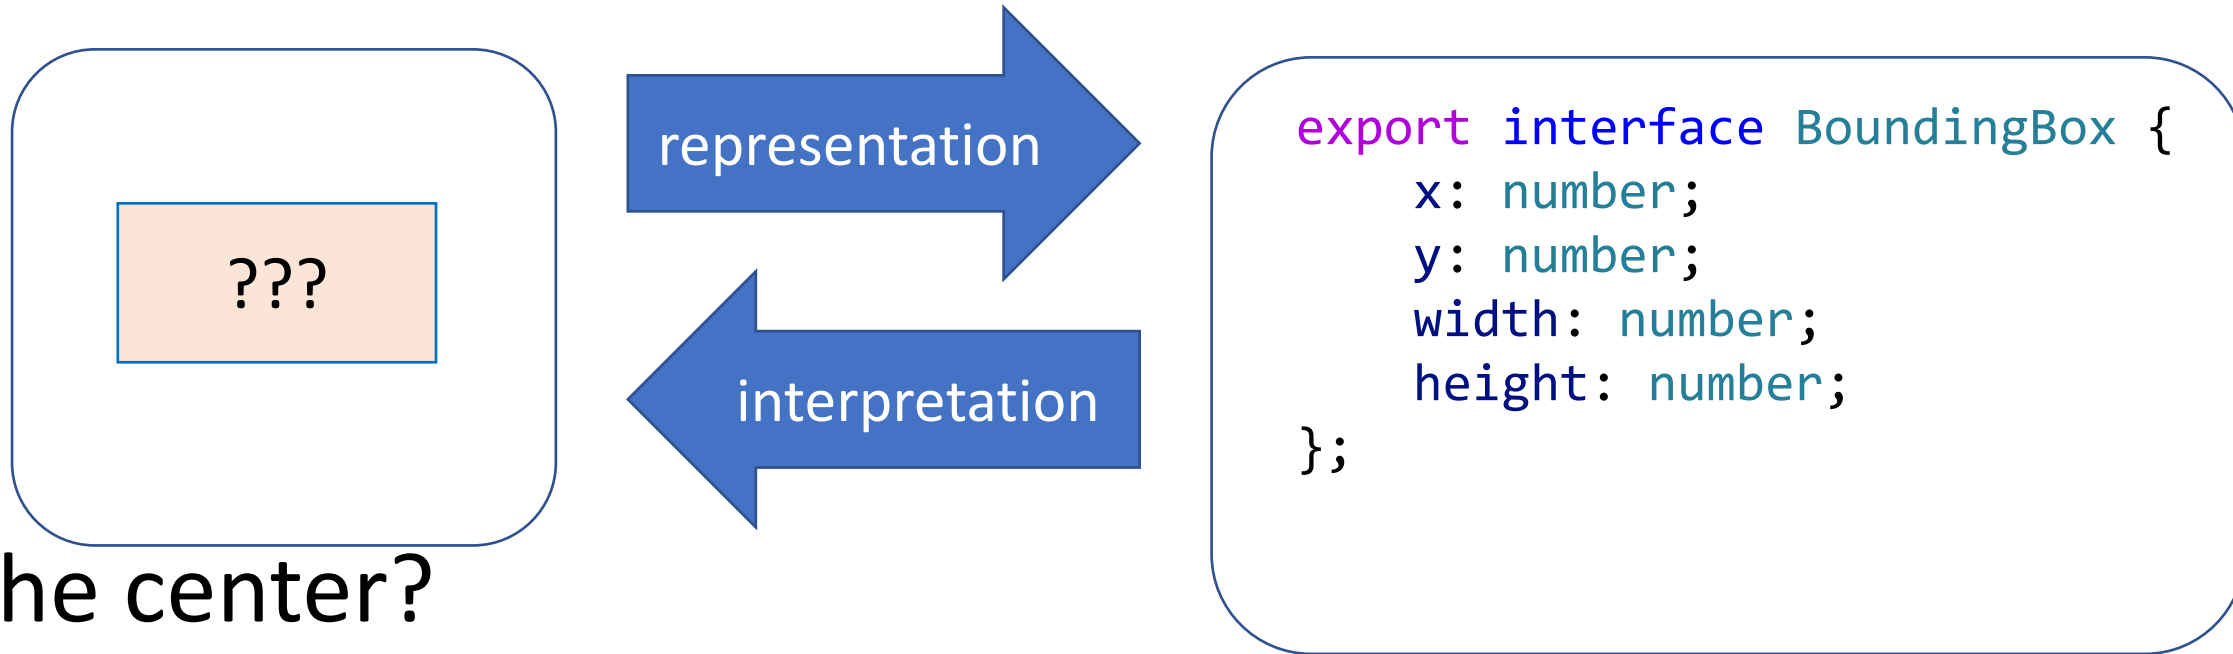 ???
representation
interpretation
export interface BoundingBox {
x: number;
y: number;
width: number;
height: number;
};
he center?